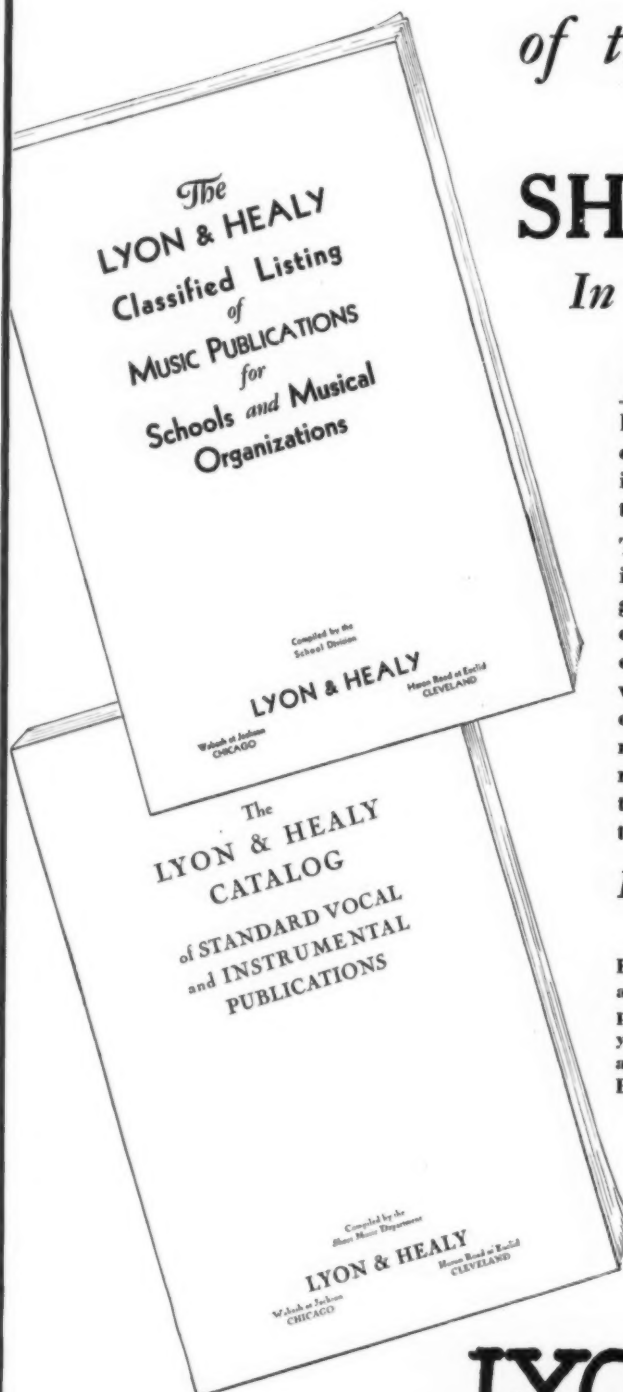 of t
SH
In
The
LYON & HEALY
Classified Listing
of
MUSIC PUBLICATIONS
for
Schools and Musical
Organizations
Compiled by the
School Division
LYON & HEALY
Wabash at Jackson
CHICAGO
Huron Road at Euclid
CLEVELAND
The
LYON & HEALY
CATALOG
of STANDARD VOCAL
and INSTRUMENTAL
PUBLICATIONS
Compiled by the
Sheet Music Department
LYON & HEALY
Wabash at Jackson
CHICAGO
Huron Road at Euclid
CLEVELAND
LYO